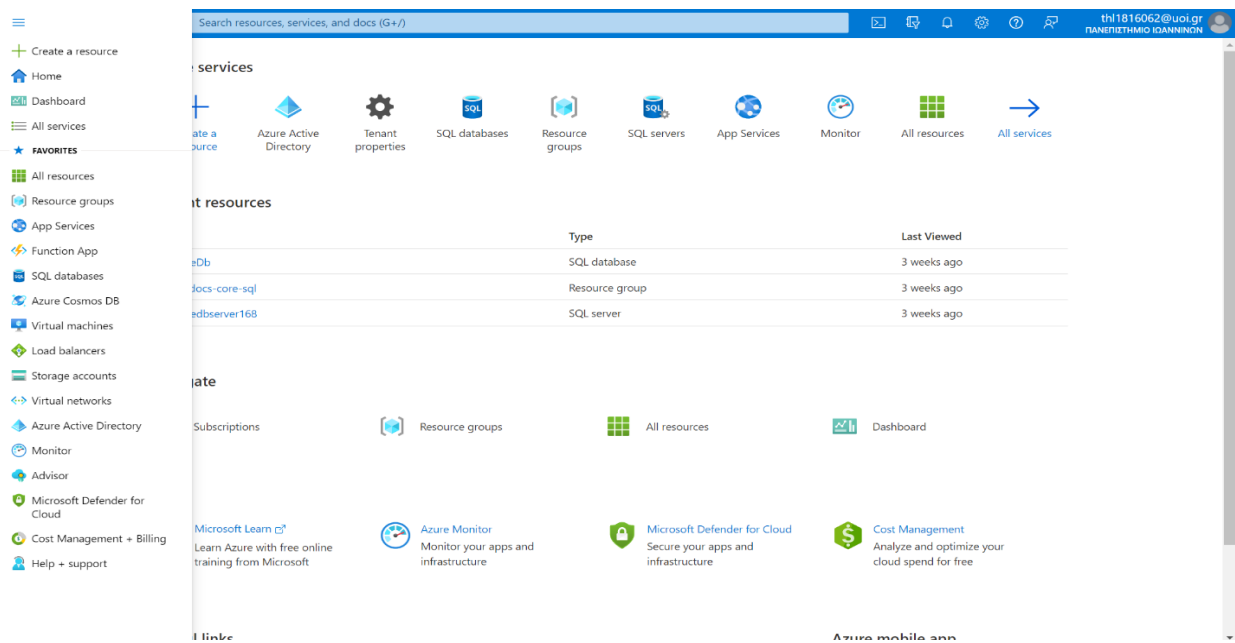 Search resources, services, and docs (G+/)
thl1816062@uoi.gr
ΠΑΝΕΠΙΣΤΗΜΙΟ ΙΩΑΝΝΙΝΩΝ
Create a resource
Home
Dashboard
All services
FAVORITES
All resources
Resource groups
App Services
Function App
SQL databases
Azure Cosmos DB
Virtual machines
Load balancers
Storage accounts
Virtual networks
Azure Active Directory
Monitor
Advisor
Microsoft Defender for
Cloud
Cost Management + Billing
Help + support
services
Azure Active
Directory
Tenant
properties
SQL databases
Resource
groups
SQL servers
App Services
Monitor
All resources
All services
resources
Type
Last Viewed
eDb
SQL database
3 weeks ago
docs-core-sql
Resource group
3 weeks ago
edbserver168
SQL server
3 weeks ago
gate
Subscriptions
Resource groups
All resources
Dashboard
Microsoft Learn
Learn Azure with free online
training from Microsoft
Azure Monitor
Monitor your apps and
infrastructure
Microsoft Defender for Cloud
Secure your apps and
infrastructure
Cost Management
Analyze and optimize your
cloud spend for free
links
Azure mobile app